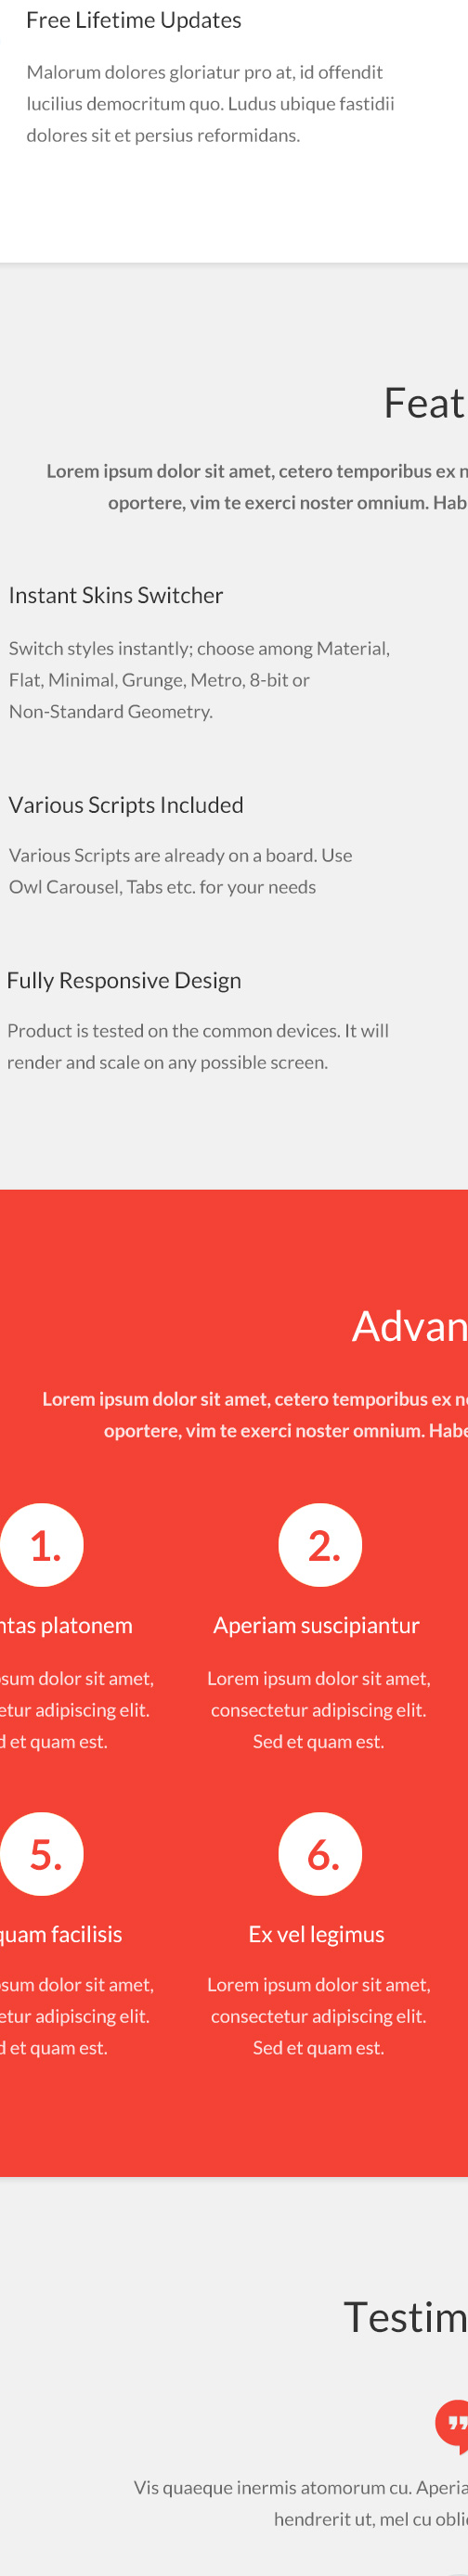 Free Lifetime Updates
Malorum dolores gloriatur pro at, id offendit
lucilius democritum quo. Ludus ubique fastidii
dolores sit et persius reformidans.
Feat
Lorem ipsum dolor sit amet, cetero temporibus ex n
oportere, vim te exerci noster omnium. Hab
Instant Skins Switcher
Switch styles instantly; choose among Material,
Flat, Minimal, Grunge, Metro, 8-bit or
Non-Standard Geometry.
Various Scripts Included
Various Scripts are already on a board. Use
Owl Carousel, Tabs etc. for your needs
Fully Responsive Design
Product is tested on the common devices. It will
render and scale on any possible screen.
Advan
Lorem ipsum dolor sit amet, cetero temporibus ex n
oportere, vim te exerci noster omnium. Habe
1.
ntas platonem
sum dolor sit amet,
etur adipiscing elit.
d et quam est.
2.
Aperiam suscipiantur
Lorem ipsum dolor sit amet,
consectetur adipiscing elit.
Sed et quam est.
5.
quam facilisis
sum dolor sit amet,
etur adipiscing elit.
d et quam est.
6.
Ex vel legimus
Lorem ipsum dolor sit amet,
consectetur adipiscing elit.
Sed et quam est.
Testim
Vis quaeque inermis atomorum cu. Aperia
hendrerit ut, mel cu obli